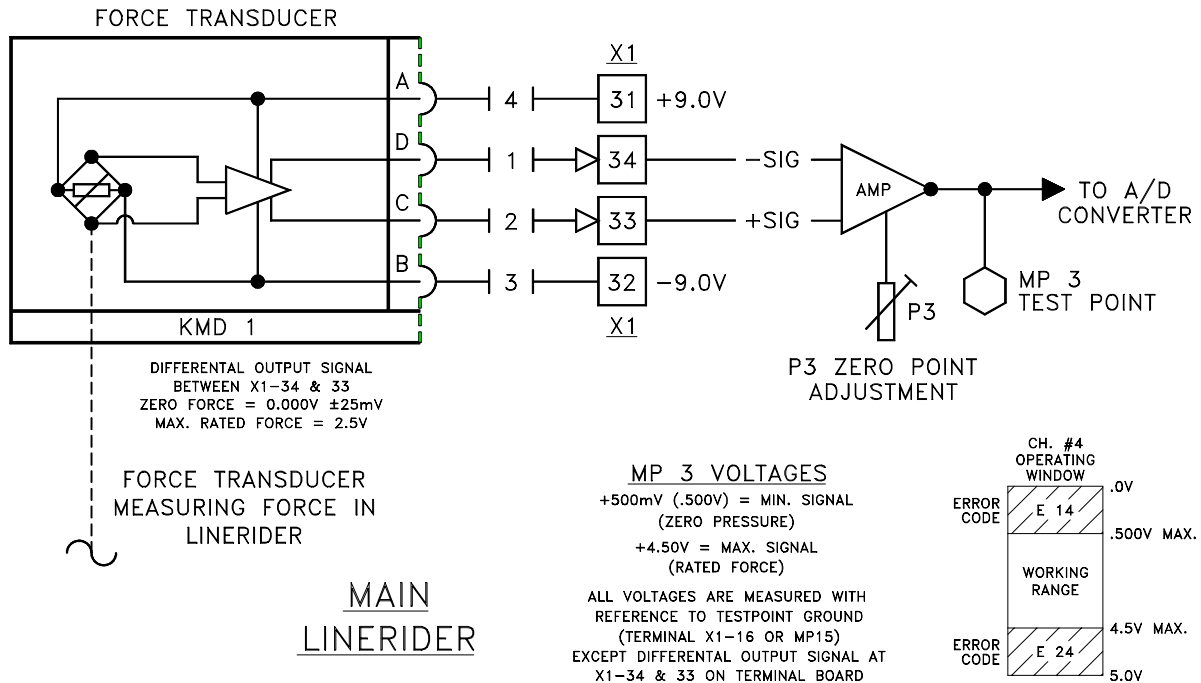 FORCE TRANSDUCER
A
D
C
B
KMD 1
4
1
2
3
X1
31 +9.0V
34
33
32 -9.0V
X1
-SIG
+SIG
AMP
TO A/D
CONVERTER
MP 3
TEST POINT
P3
P3 ZERO POINT
ADJUSTMENT
DIFFERENTAL OUTPUT SIGNAL
BETWEEN X1-34 & 33
ZERO FORCE = 0.000V ±25mV
MAX. RATED FORCE = 2.5V
FORCE TRANSDUCER
MEASURING FORCE IN
LINERIDER
MAIN
LINERIDER
MP 3 VOLTAGES
+500mV (.500V) = MIN. SIGNAL
(ZERO PRESSURE)
+4.50V = MAX. SIGNAL
(RATED FORCE)
ALL VOLTAGES ARE MEASURED WITH
REFERENCE TO TESTPOINT GROUND
(TERMINAL X1-16 OR MP15)
EXCEPT DIFFERENTAL OUTPUT SIGNAL AT
X1-34 & 33 ON TERMINAL BOARD
CH. #4
OPERATING
WINDOW
.0V
ERROR
CODE
E 14
.500V MAX.
WORKING
RANGE
4.5V MAX.
ERROR
CODE
E 24
5.0V